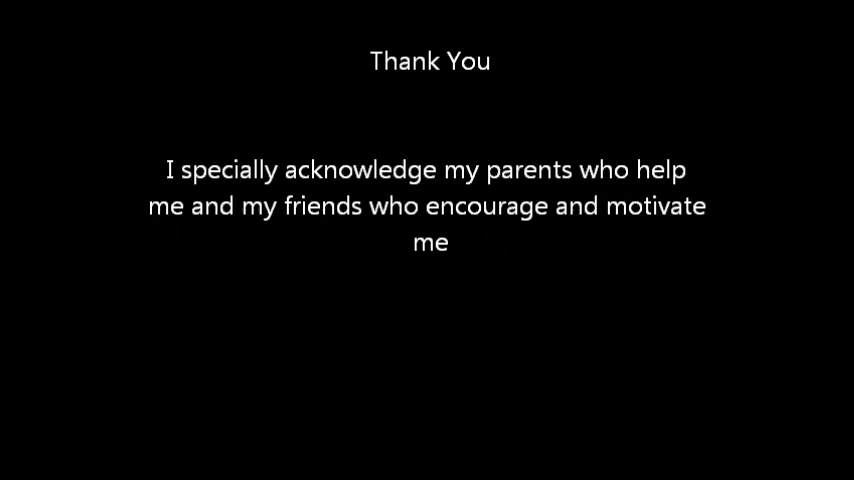 Thank You
I specially acknowledge my parents who help
me and my friends who encourage and motivate
me